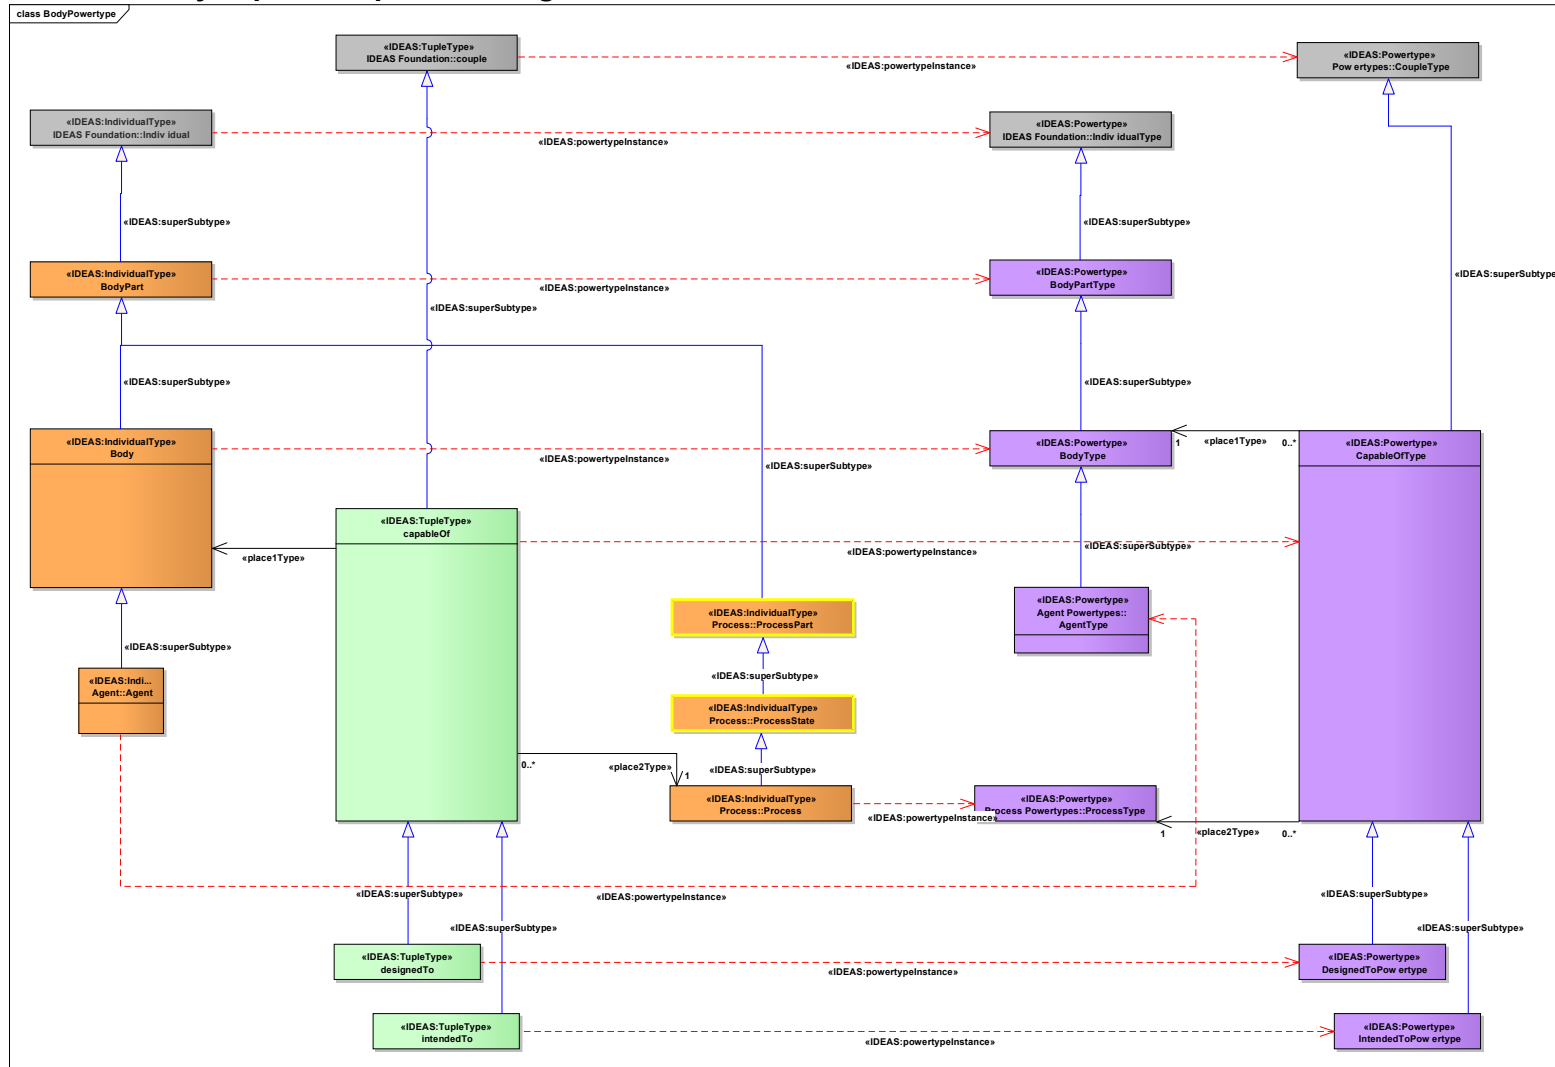 class BodyPowertype
«IDEAS:TupleType»
IDEAS Foundation::couple
«IDEAS:powertypeInstance»
«IDEAS:Powertype»
Pow ertypes::CoupleType
«IDEAS:IndividualType»
IDEAS Foundation::Indiv idual
«IDEAS:powertypeInstance»
«IDEAS:Powertype»
IDEAS Foundation::Indiv idualType
«IDEAS:superSubtype»
«IDEAS:superSubtype»
«IDEAS:superSubtype»
«IDEAS:IndividualType»
BodyPart
«IDEAS:powertypeInstance»
«IDEAS:Powertype»
BodyPartType
«IDEAS:superSubtype»
«IDEAS:superSubtype»
«IDEAS:superSubtype»
«IDEAS:IndividualType»
Body
«IDEAS:powertypeInstance»
«IDEAS:superSubtype»
«IDEAS:Powertype»
BodyType
1
«place1Type»
0..*
«IDEAS:Powertype»
CapableOfType
«IDEAS:TupleType»
capableOf
«place1Type»
«IDEAS:powertypeInstance»
«IDEAS:superSubtype»
«IDEAS:IndividualType»
Process::ProcessPart
«IDEAS:Powertype»
Agent Powertypes::
AgentType
«IDEAS:superSubtype»
«IDEAS:Indi...
Agent::Agent
«IDEAS:superSubtype»
«IDEAS:IndividualType»
Process::ProcessState
0..*
«place2Type»
1
«IDEAS:superSubtype»
«IDEAS:IndividualType»
Process::Process
«IDEAS:powertypeInstance»
«IDEAS:Powertype»
Process Powertypes::ProcessType
1
«place2Type»
0..*
«IDEAS:superSubtype»
«IDEAS:powertypeInstance»
«IDEAS:superSubtype»
«IDEAS:superSubtype»
«IDEAS:superSubtype»
«IDEAS:TupleType»
designedTo
«IDEAS:powertypeInstance»
«IDEAS:Powertype»
DesignedToPow ertype
«IDEAS:TupleType»
intendedTo
«IDEAS:powertypeInstance»
«IDEAS:Powertype»
IntendedToPow ertype